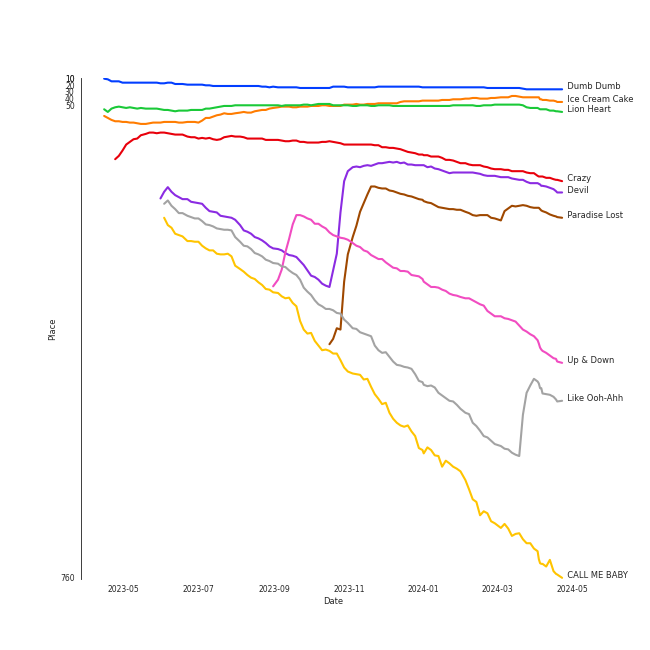 10
20
30
40
50
760
Place
Dumb Dumb
Ice Cream Cake
Lion Heart
Crazy
Devil
Paradise Lost
Up & Down
Like Ooh-Ahh
CALL ME BABY
2023-05 2023-07 2023-09 2023-11 2024-01 2024-03 2024-05
Date